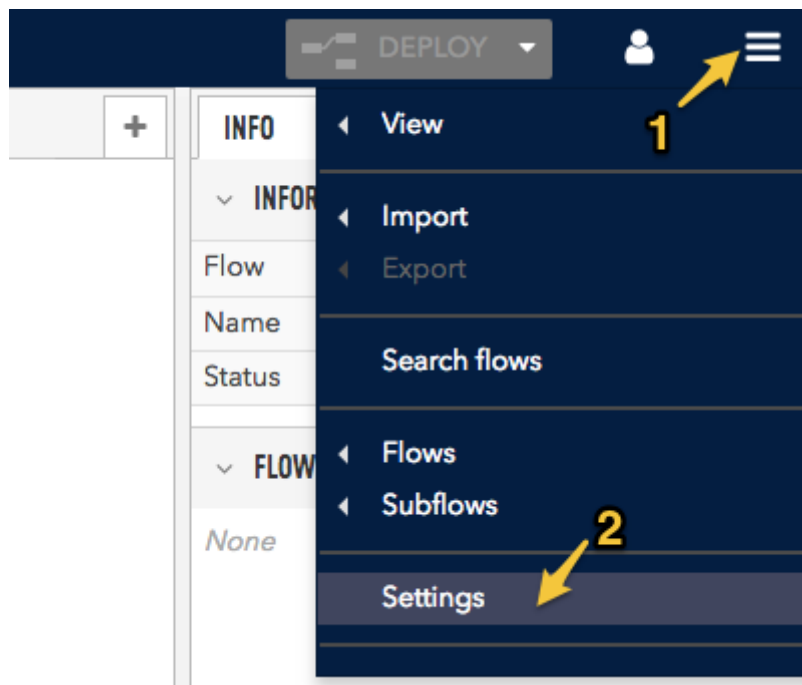 DEPLOY
1
+
INFO
View
INFOR
Import
Flow
Export
Name
Search flows
Status
Flows
FLOW
Subflows
2
None
Settings